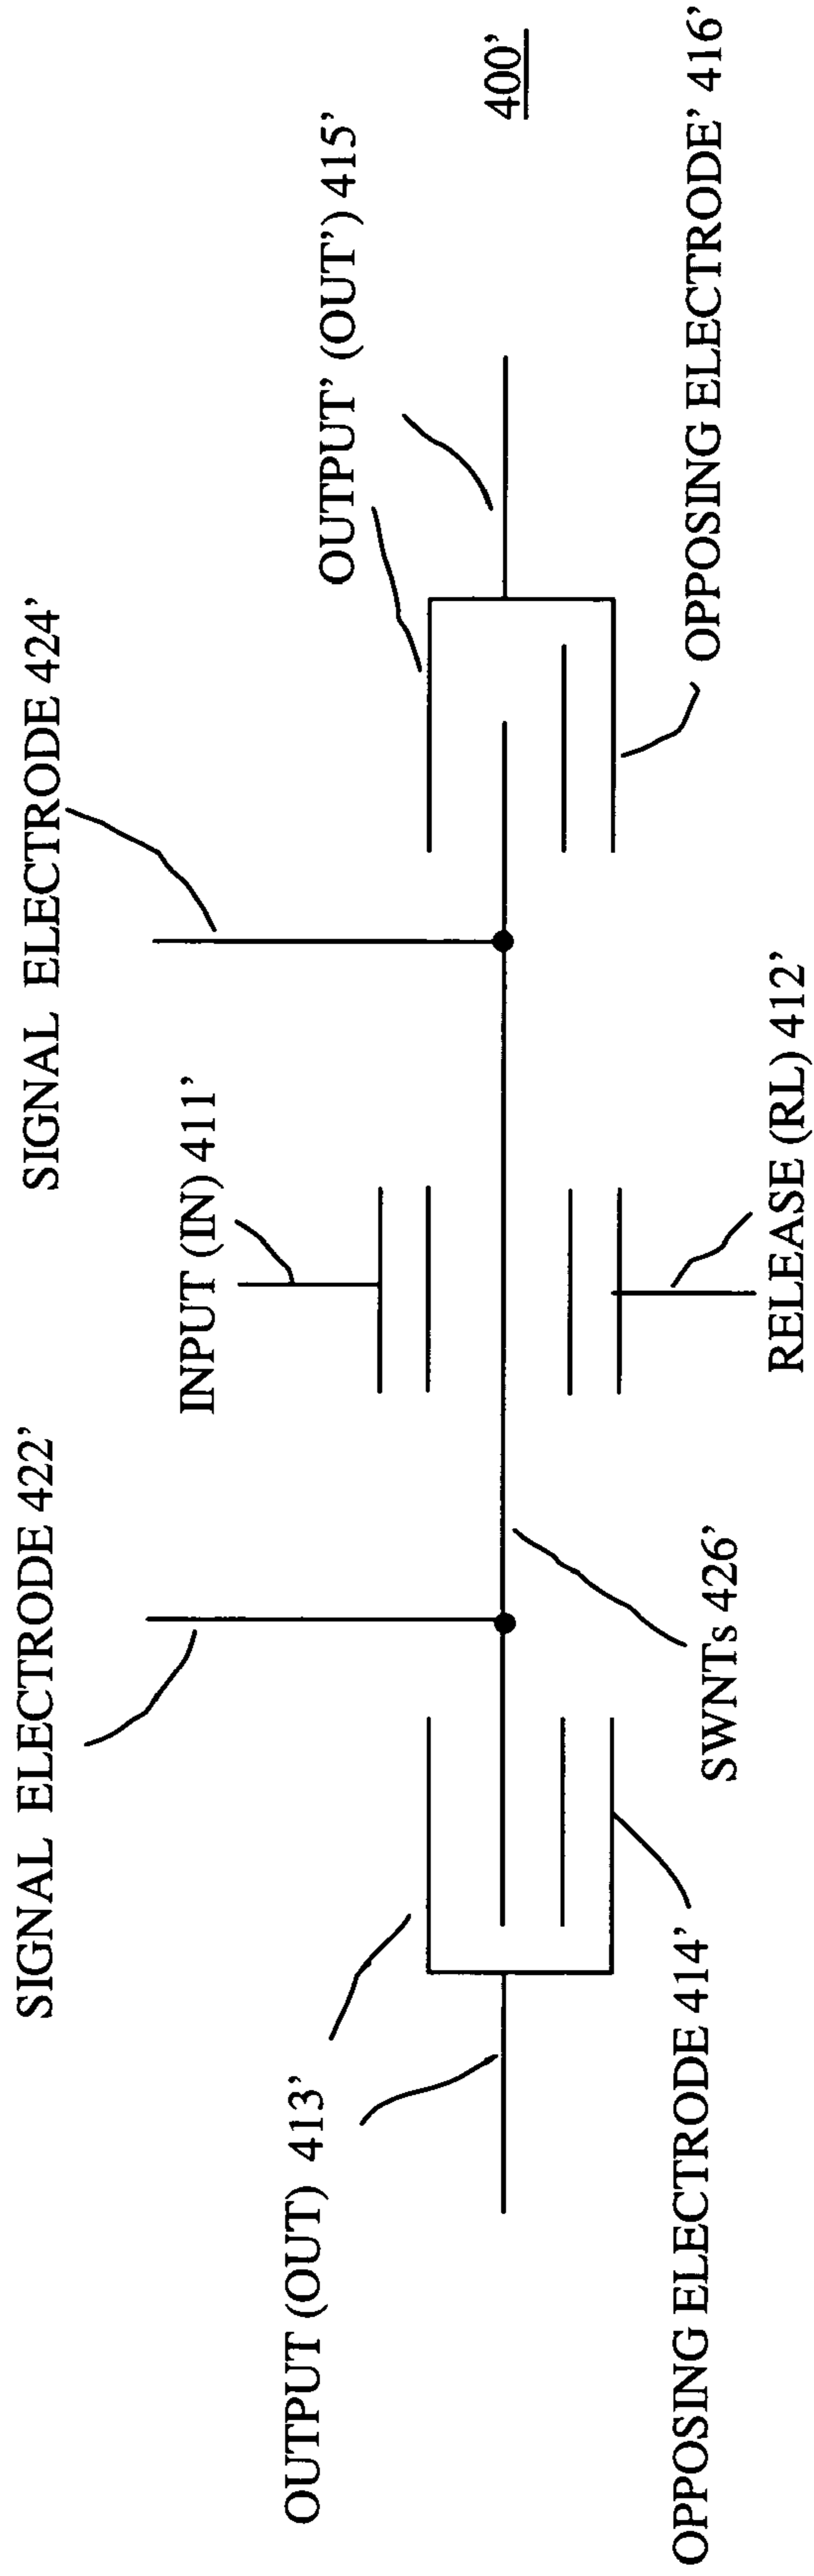 SIGNAL ELECTRODE 422’
SIGNAL ELECTRODE 424’
INPUT (IN) 411’
OUTPUT (OUT) 413’
OUTPUT’ (OUT’) 415’
400’
OPPOSING ELECTRODE 414’
SWNTs 426’
RELEASE (RL) 412’
OPPOSING ELECTRODE’ 416’